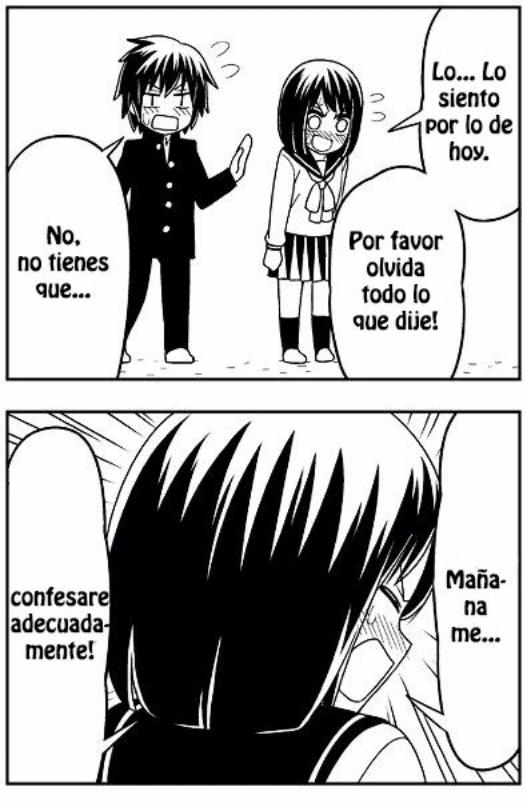 Lo... Lo
siento
por lo de
hoy.
Por favor
olvida
todo lo
que dije!
No,
no tienes
que...
Maña-
na
me...
confesare
adecuada-
mente!